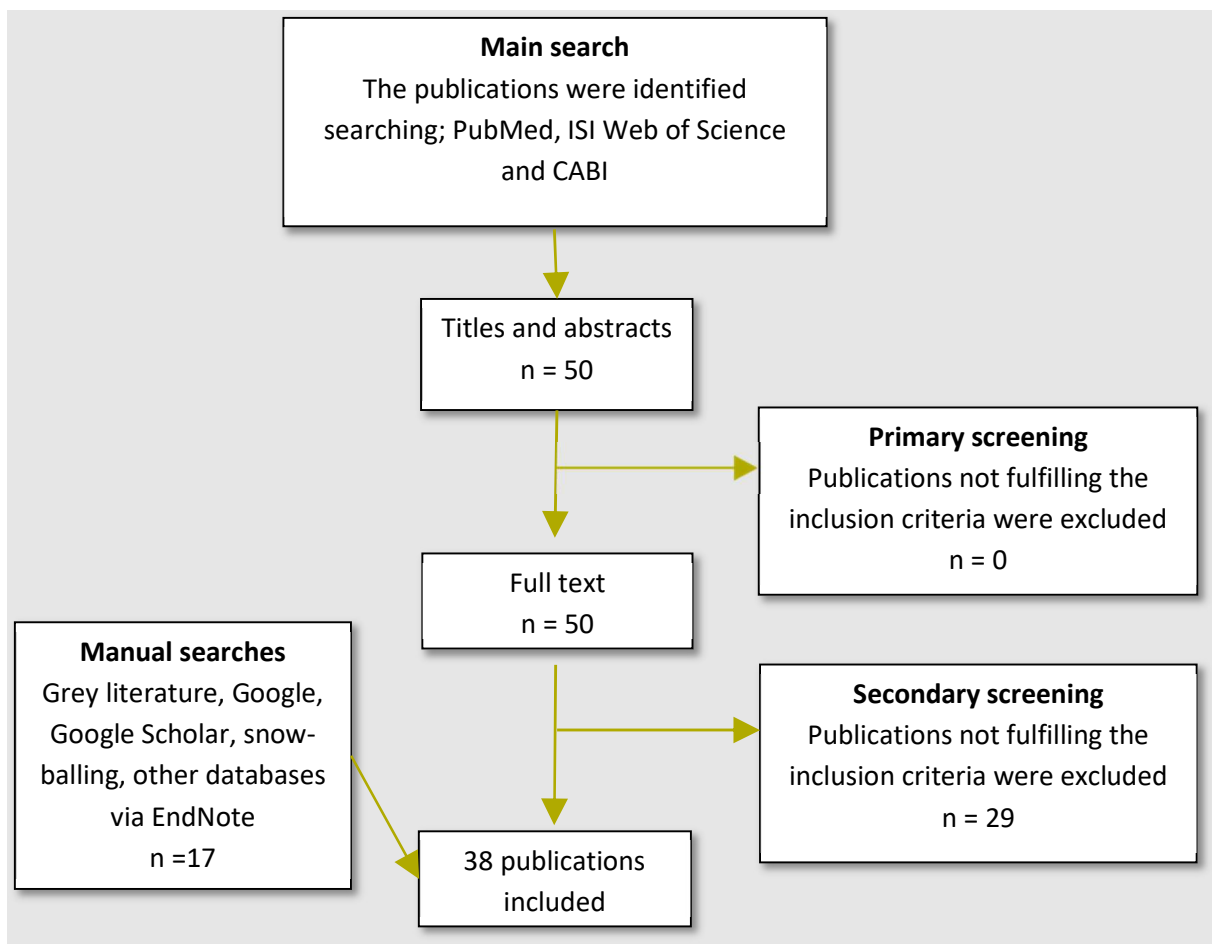 Main search
The publications were identified
searching; PubMed, ISI Web of Science
and CABI
Titles and abstracts
n = 50
Primary screening
Publications not fulfilling the
inclusion criteria were excluded
n = 0
Full text
n = 50
Manual searches
Grey literature, Google,
Google Scholar, snow-
balling, other databases
via EndNote
n =17
Secondary screening
Publications not fulfilling the
inclusion criteria were excluded
n = 29
38 publications
included